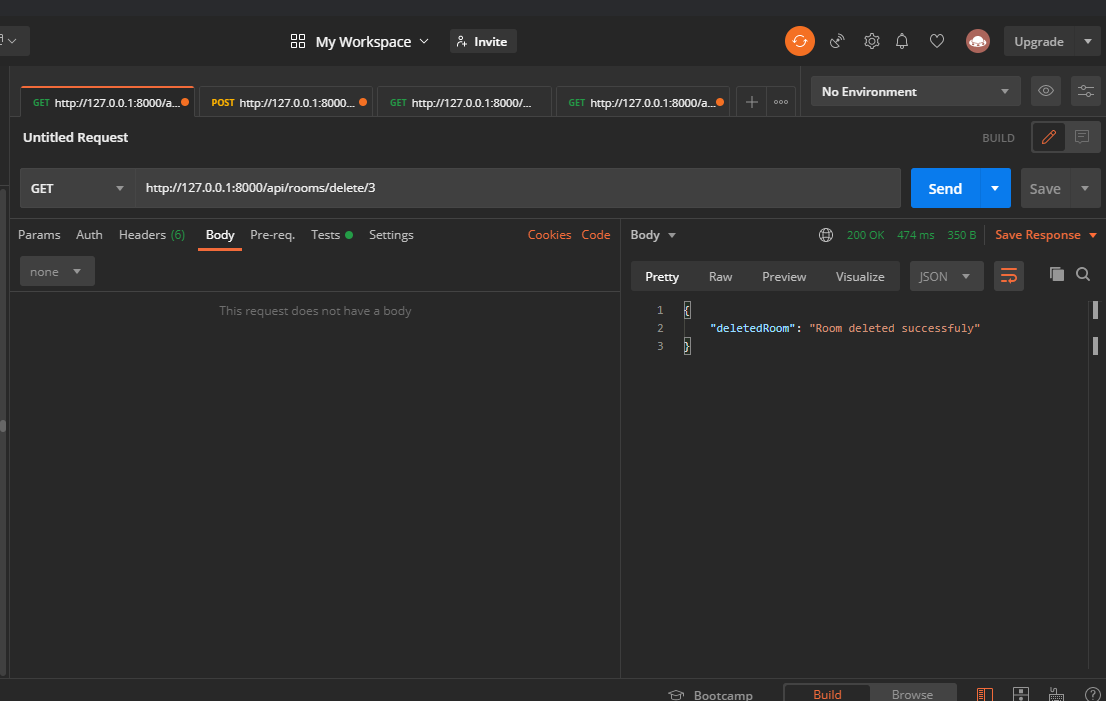 My Workspace Invite Upgrade
GET http://127.0.0.1:8000/a... POST http://127.0.0.1:8000... GET http://127.0.0.1:8000/... GET http://127.0.0.1:8000/a... No Environment
Untitled Request BUILD
GET http://127.0.0.1:8000/api/rooms/delete/3 Send Save
Params Auth Headers (6) Body Pre-req. Tests Settings Cookies Code Body 200 OK 474 ms 350 B Save Response
none Pretty Raw Preview Visualize JSON
This request does not have a body
1 {
2 "deletedRoom": "Room deleted successfuly"
3 }
Bootcamp Build Browse